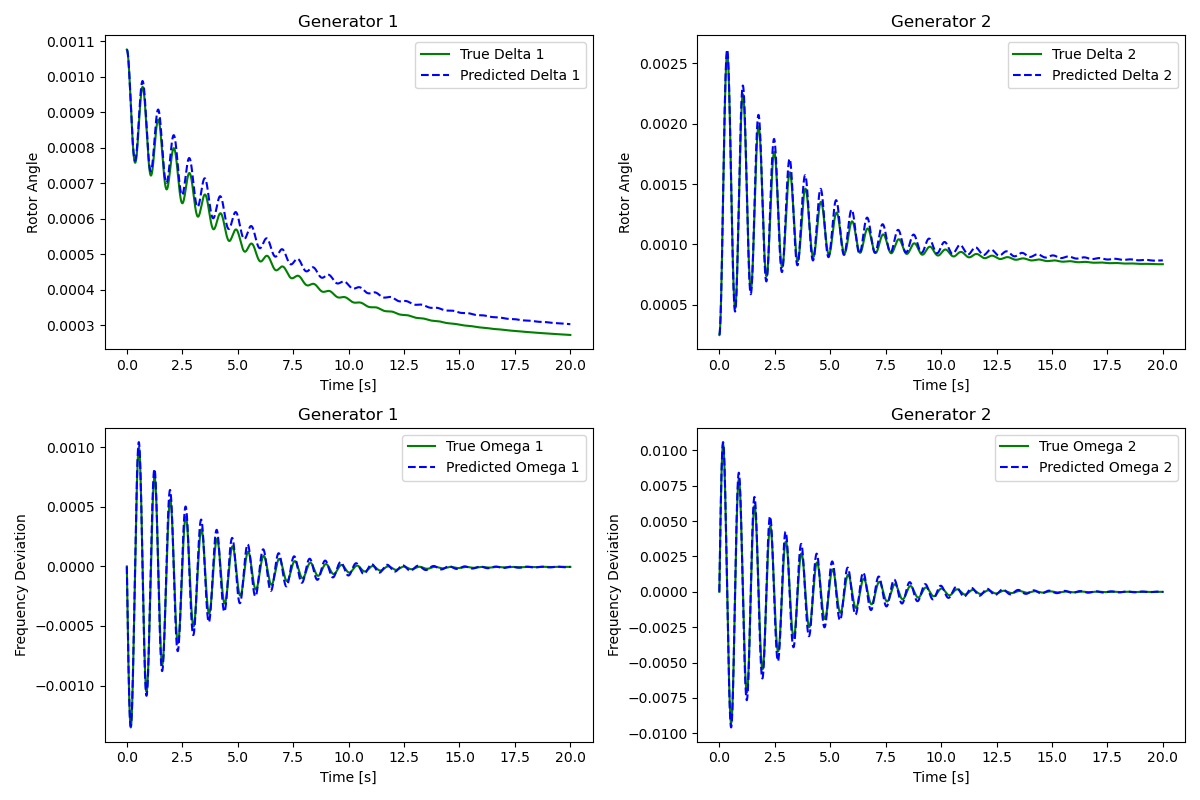 Generator 1
True Delta 1
Predicted Delta 1
Rotor Angle
0.0011
0.0010
0.0009
0.0008
0.0007
0.0006
0.0005
0.0004
0.0003
0.0 2.5 5.0 7.5 10.0 12.5 15.0 17.5 20.0
Time [s]
Generator 2
True Delta 2
Predicted Delta 2
Rotor Angle
0.0025
0.0020
0.0015
0.0010
0.0005
0.0 2.5 5.0 7.5 10.0 12.5 15.0 17.5 20.0
Time [s]
Generator 1
True Omega 1
Predicted Omega 1
Frequency Deviation
0.0010
0.0005
0.0000
−0.0005
−0.0010
0.0 2.5 5.0 7.5 10.0 12.5 15.0 17.5 20.0
Time [s]
Generator 2
True Omega 2
Predicted Omega 2
Frequency Deviation
0.0100
0.0075
0.0050
0.0025
0.0000
−0.0025
−0.0050
−0.0075
−0.0100
0.0 2.5 5.0 7.5 10.0 12.5 15.0 17.5 20.0
Time [s]